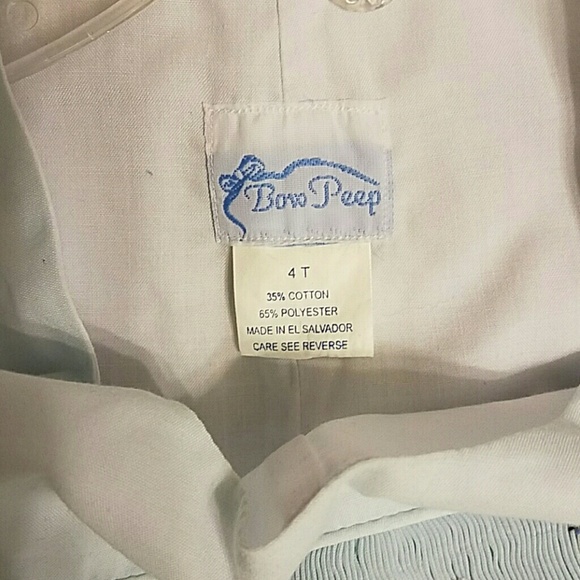 Bow Peep
4 T
35% COTTON
65% POLYESTER
MADE IN EL SALVADOR
CARE SEE REVERSE